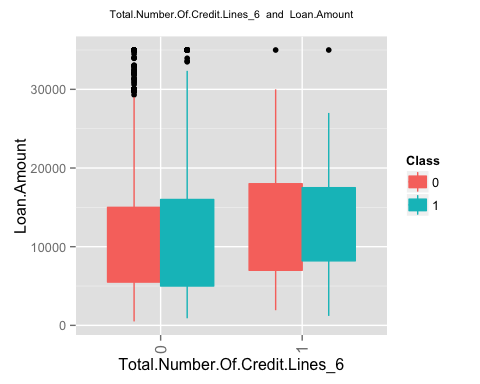 Total.Number.Of.Credit.Lines_6 and Loan.Amount
Loan.Amount
30000
20000
10000
0
0
1
Total.Number.Of.Credit.Lines_6
Class
0
1